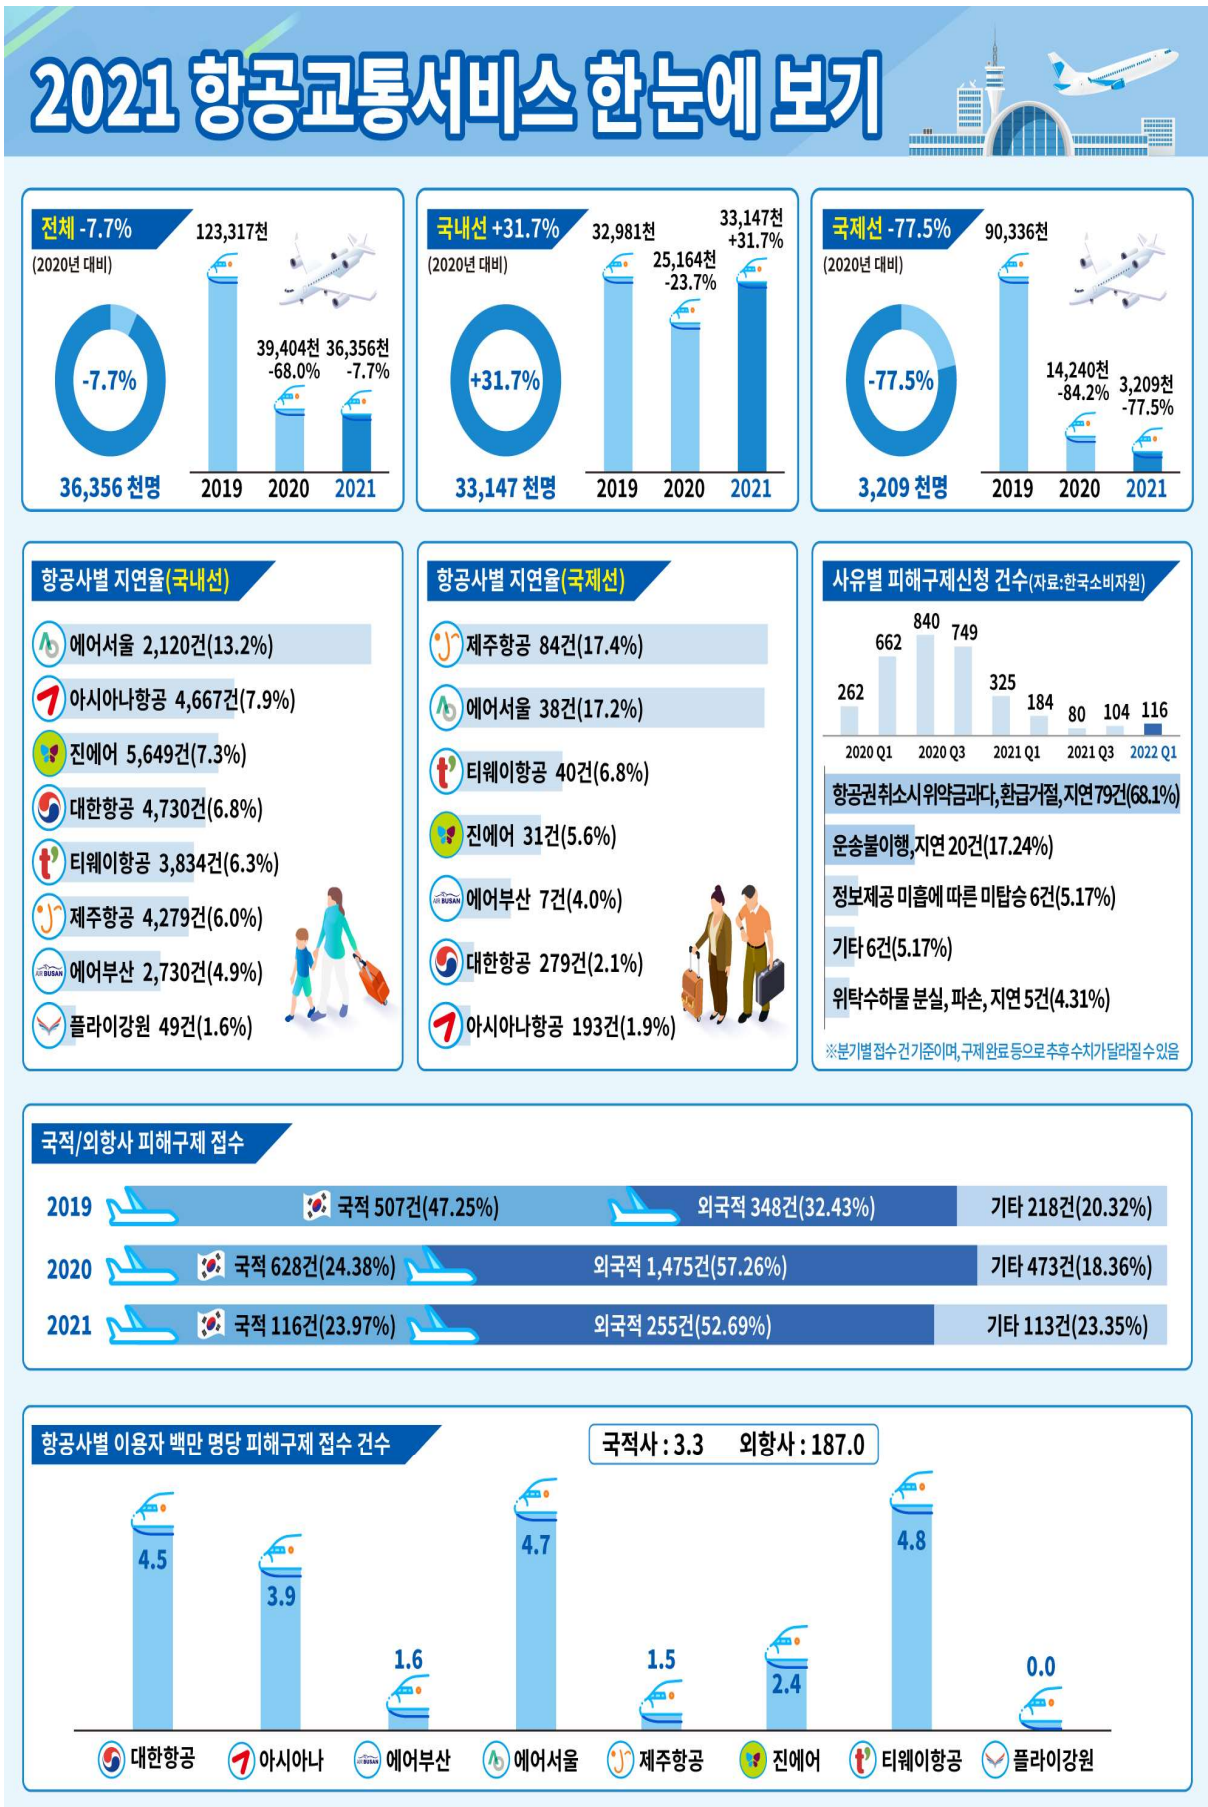 2021 항공교통서비스 한눈에 보기
전체 -7.7%
(2020년 대비)
-7.7%
36,356 천명
123,317천
39,404천
-68.0%
36,356천
-7.7%
2019 2020 2021
국내선 +31.7%
(2020년 대비)
+31.7%
33,147 천명
32,981천
25,164천
-23.7%
33,147천
+31.7%
2019 2020 2021
국제선 -77.5%
(2020년 대비)
-77.5%
3,209 천명
90,336천
14,240천
-84.2%
3,209천
-77.5%
2019 2020 2021
항공사별 지연율(국내선)
에어서울 2,120건(13.2%)
아시아나항공 4,667건(7.9%)
진에어 5,649건(7.3%)
대한항공 4,730건(6.8%)
티웨이항공 3,834건(6.3%)
제주항공 4,279건(6.0%)
AIR BUSAN 에어부산 2,730건(4.9%)
플라이강원 49건(1.6%)
항공사별 지연율(국제선)
제주항공 84건(17.4%)
에어서울 38건(17.2%)
티웨이항공 40건(6.8%)
진에어 31건(5.6%)
AIR BUSAN 에어부산 7건(4.0%)
대한항공 279건(2.1%)
아시아나항공 193건(1.9%)
사유별 피해구제신청 건수(자료:한국소비자원)
262 662 840 749 325 184 80 104 116
2020 Q1 2020 Q3 2021 Q1 2021 Q3 2022 Q1
항공권 취소시 위약금과다, 환급거절, 지연 79건(68.1%)
운송불이행, 지연 20건(17.24%)
정보제공 미흡에 따른 미탑승 6건(5.17%)
기타 6건(5.17%)
위탁수하물 분실, 파손, 지연 5건(4.31%)
※분기별 접수 건 기준이며, 구제 완료 등으로 추후 수치가 달라질 수 있음
국적/외항사 피해구제 접수
2019 국적 507건(47.25%) 외국적 348건(32.43%) 기타 218건(20.32%)
2020 국적 628건(24.38%) 외국적 1,475건(57.26%) 기타 473건(18.36%)
2021 국적 116건(23.97%) 외국적 255건(52.69%) 기타 113건(23.35%)
항공사별 이용자 백만 명당 피해구제 접수 건수
국적사 : 3.3 외항사 : 187.0
4.5 3.9 1.6 4.7 1.5 2.4 4.8 0.0
대한항공 아시아나 AIR BUSAN 에어부산 에어서울 제주항공 진에어 티웨이항공 플라이강원